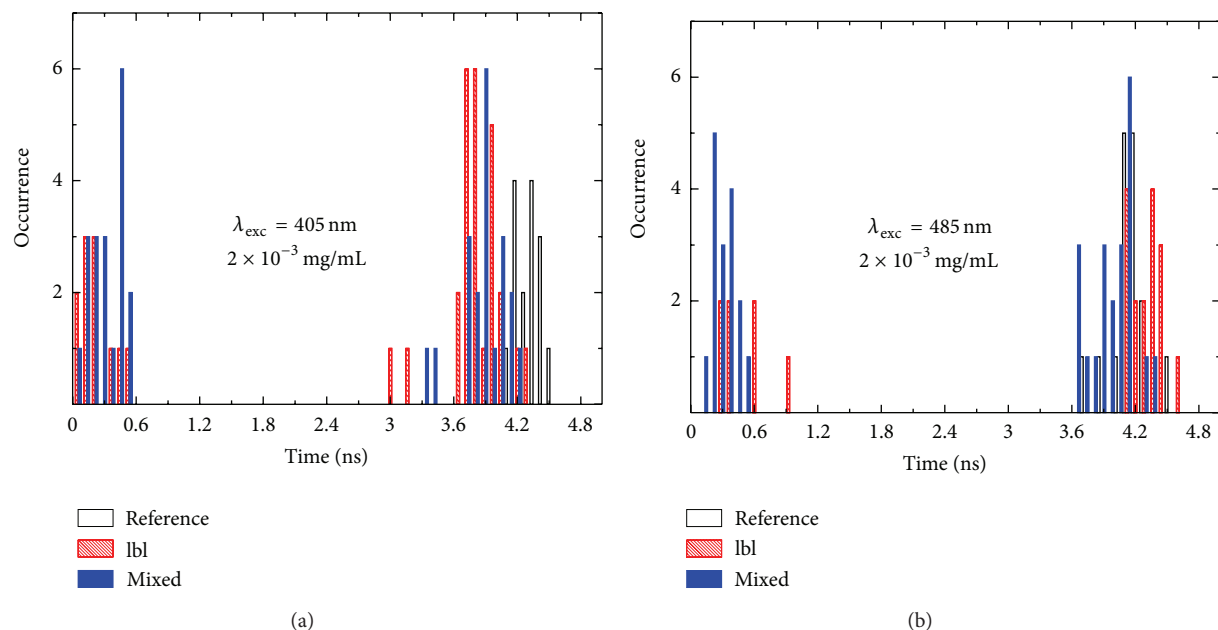 6
4
2
Occurrence
λexc = 405 nm
2 × 10−3 mg/mL
0 0.6 1.2 1.8 2.4 3 3.6 4.2 4.8
Time (ns)
Reference
lbl
Mixed
(a)
6
4
2
Occurrence
λexc = 485 nm
2 × 10−3 mg/mL
0 0.6 1.2 1.8 2.4 3 3.6 4.2 4.8
Time (ns)
Reference
lbl
Mixed
(b)